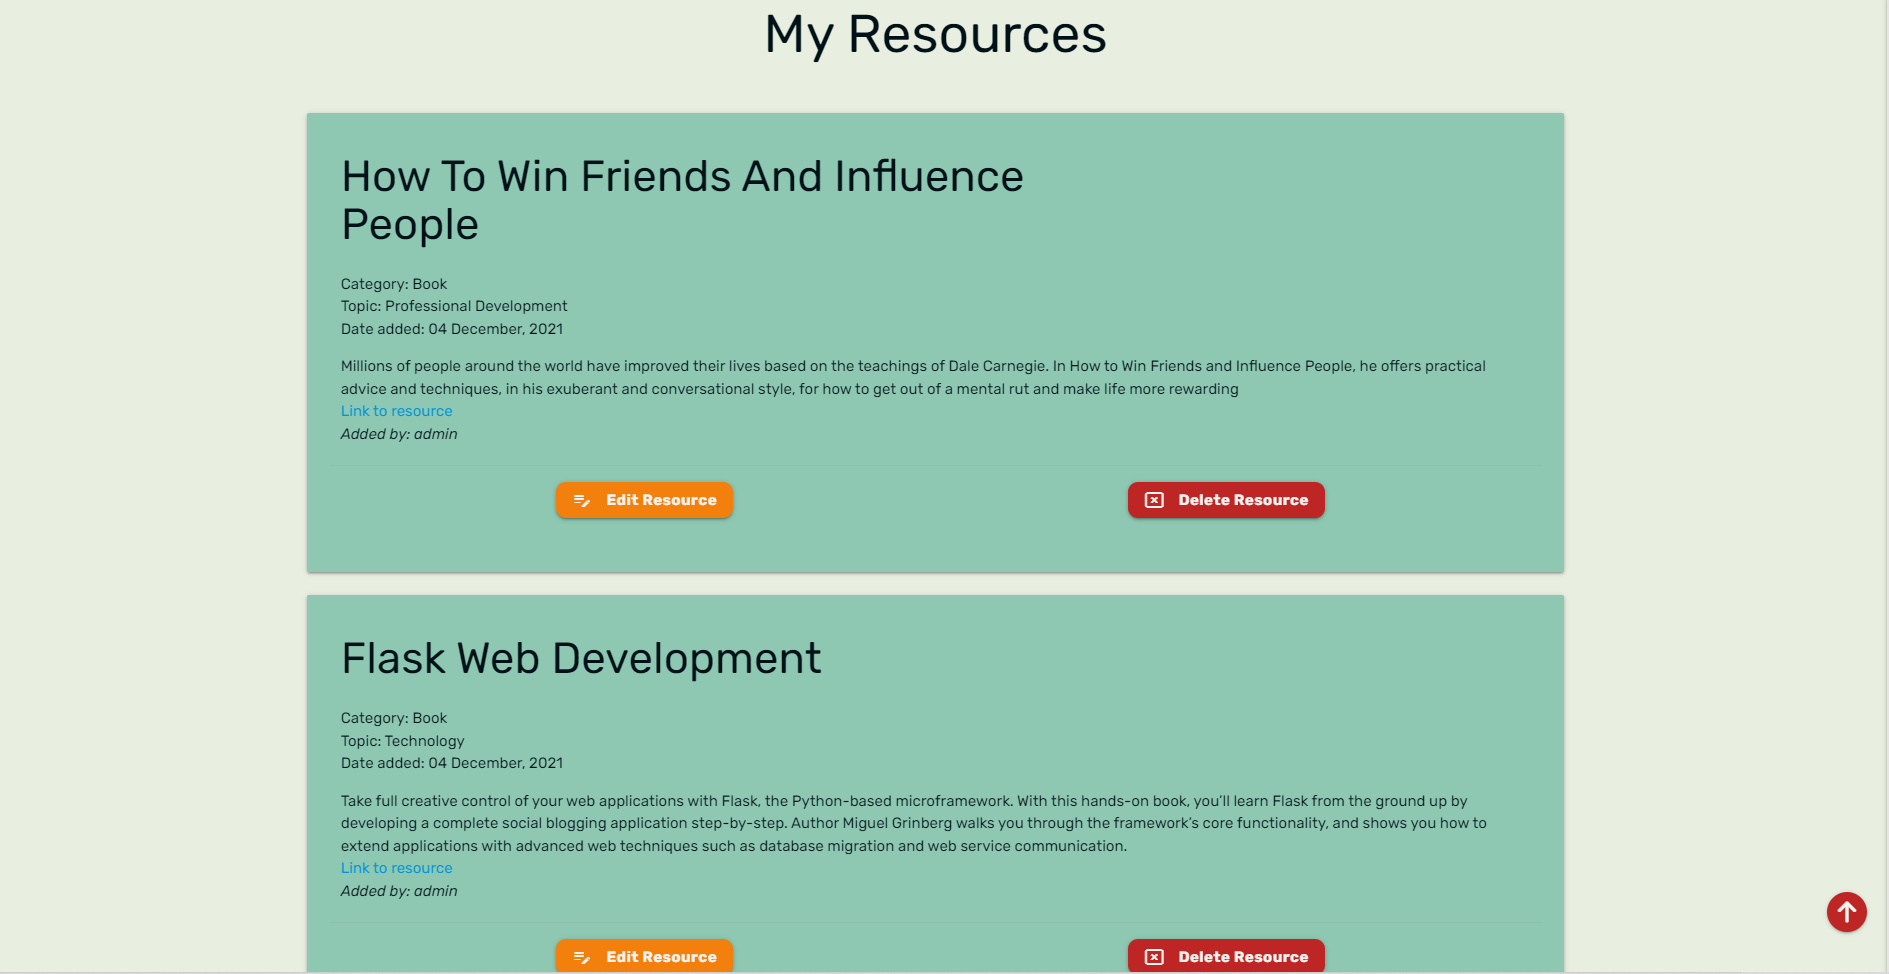 My Resources
How To Win Friends And Influence
People
Category: Book
Topic: Professional Development
Date added: 04 December, 2021
Millions of people around the world have improved their lives based on the teachings of Dale Carnegie. In How to Win Friends and Influence People, he offers practical
advice and techniques, in his exuberant and conversational style, for how to get out of a mental rut and make life more rewarding
Link to resource
Added by: admin
Edit Resource
Delete Resource
Flask Web Development
Category: Book
Topic: Technology
Date added: 04 December, 2021
Take full creative control of your web applications with Flask, the Python-based microframework. With this hands-on book, you’ll learn Flask from the ground up by
developing a complete social blogging application step-by-step. Author Miguel Grinberg walks you through the framework’s core functionality, and shows you how to
extend applications with advanced web techniques such as database migration and web service communication.
Link to resource
Added by: admin
Edit Resource
Delete Resource